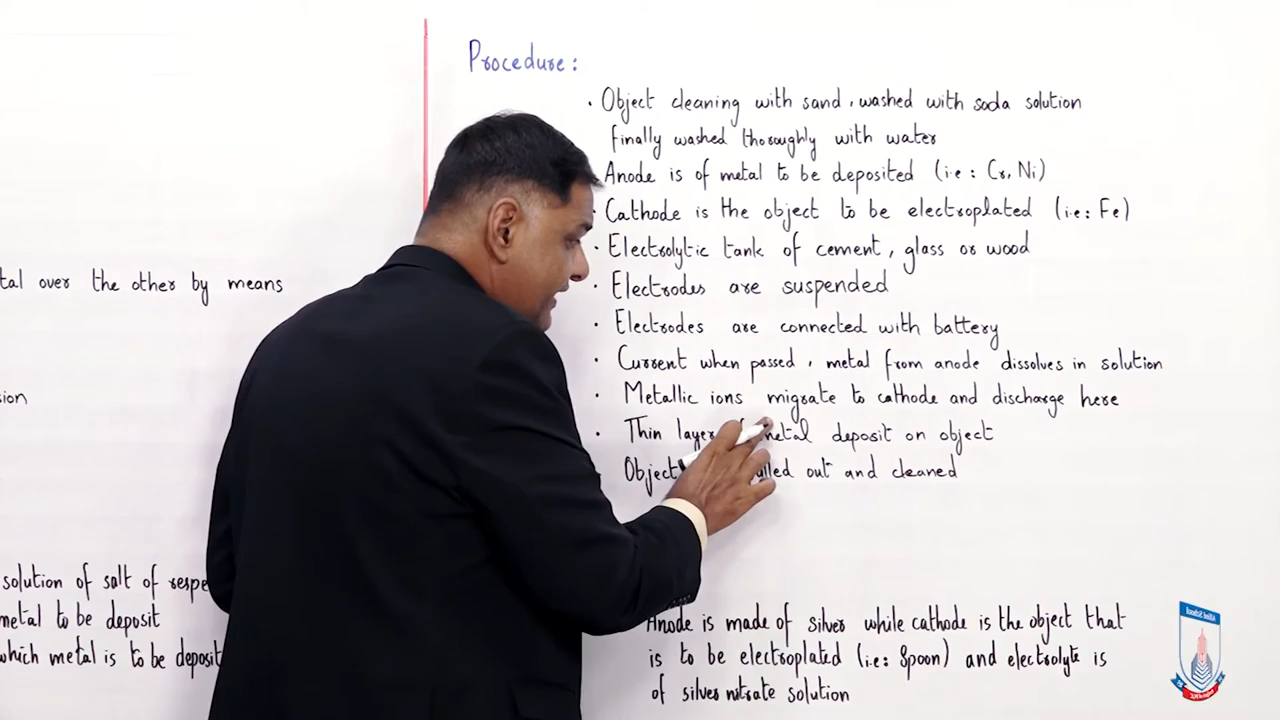 Procedure:
. Object cleaning with sand, washed with soda solution
finally washed thoroughly with water
Anode is of metal to be deposited (i.e: Cr, Ni)
. Cathode is the object to be electroplated (i.e: Fe)
. Electrolytic tank of cement, glass or wood
. Electrodes are suspended
. Electrodes are connected with battery
. Current when passed, metal from anode dissolves in solution
. Metallic ions migrate to cathode and discharge here
. Thin layer metal deposit on object
Object out and cleaned
over the other by means
solution of salt of
metal to be deposit
which metal is to be deposit
Anode is made of silver while cathode is the object that
is to be electroplated (i.e: Spoon) and electrolyte is
of silver nitrate solution